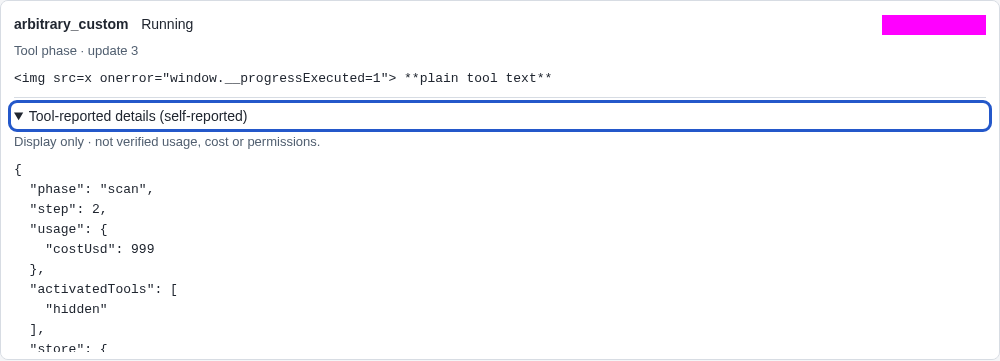 arbitrary_custom Running
Tool phase · update 3
<img src=x onerror="window.__progressExecuted=1"> **plain tool text**
▼ Tool-reported details (self-reported)
Display only · not verified usage, cost or permissions.
{
  "phase": "scan",
  "step": 2,
  "usage": {
    "costUsd": 999
  },
  "activatedTools": [
    "hidden"
  ],
  "store": {